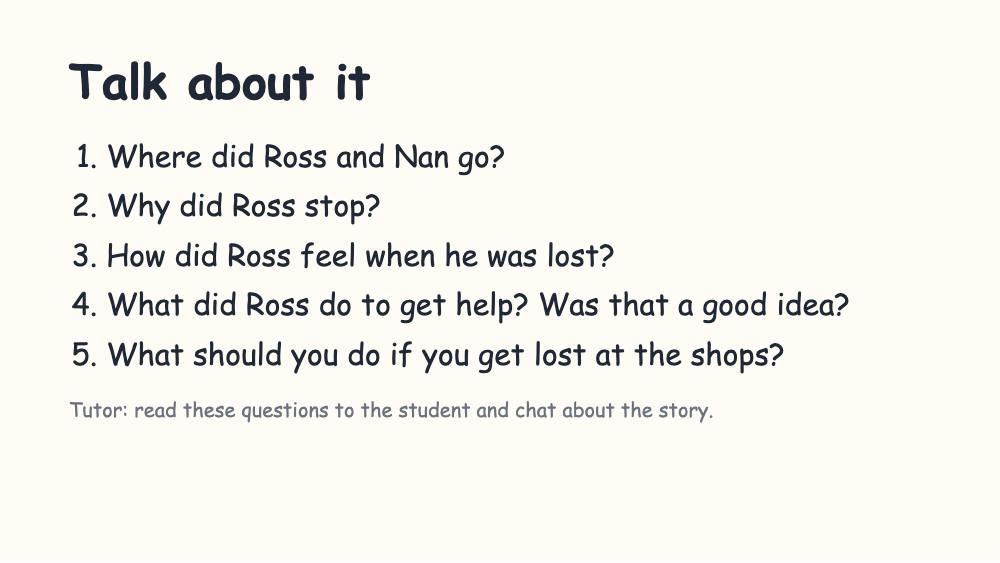 Talk about it
1. Where did Ross and Nan go?
2. Why did Ross stop?
3. How did Ross feel when he was lost?
4. What did Ross do to get help? Was that a good idea?
5. What should you do if you get lost at the shops?
Tutor: read these questions to the student and chat about the story.